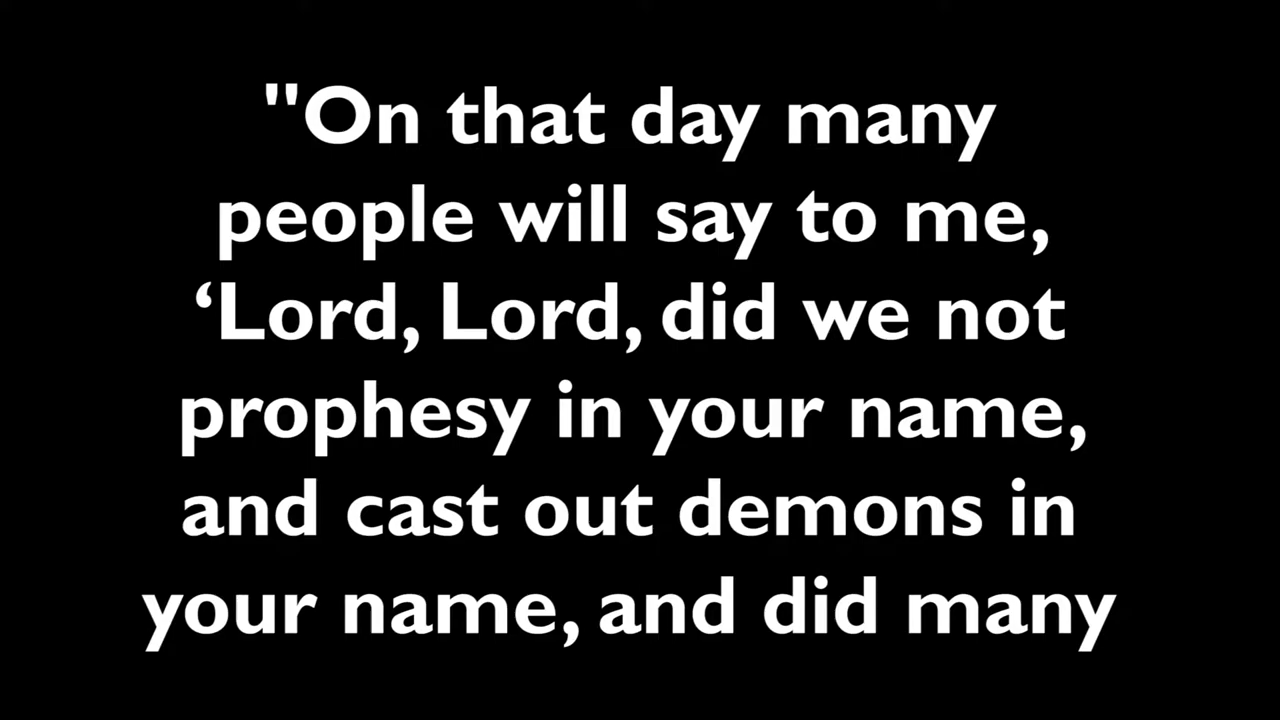 "On that day many
people will say to me,
‘Lord, Lord, did we not
prophesy in your name,
and cast out demons in
your name, and did many